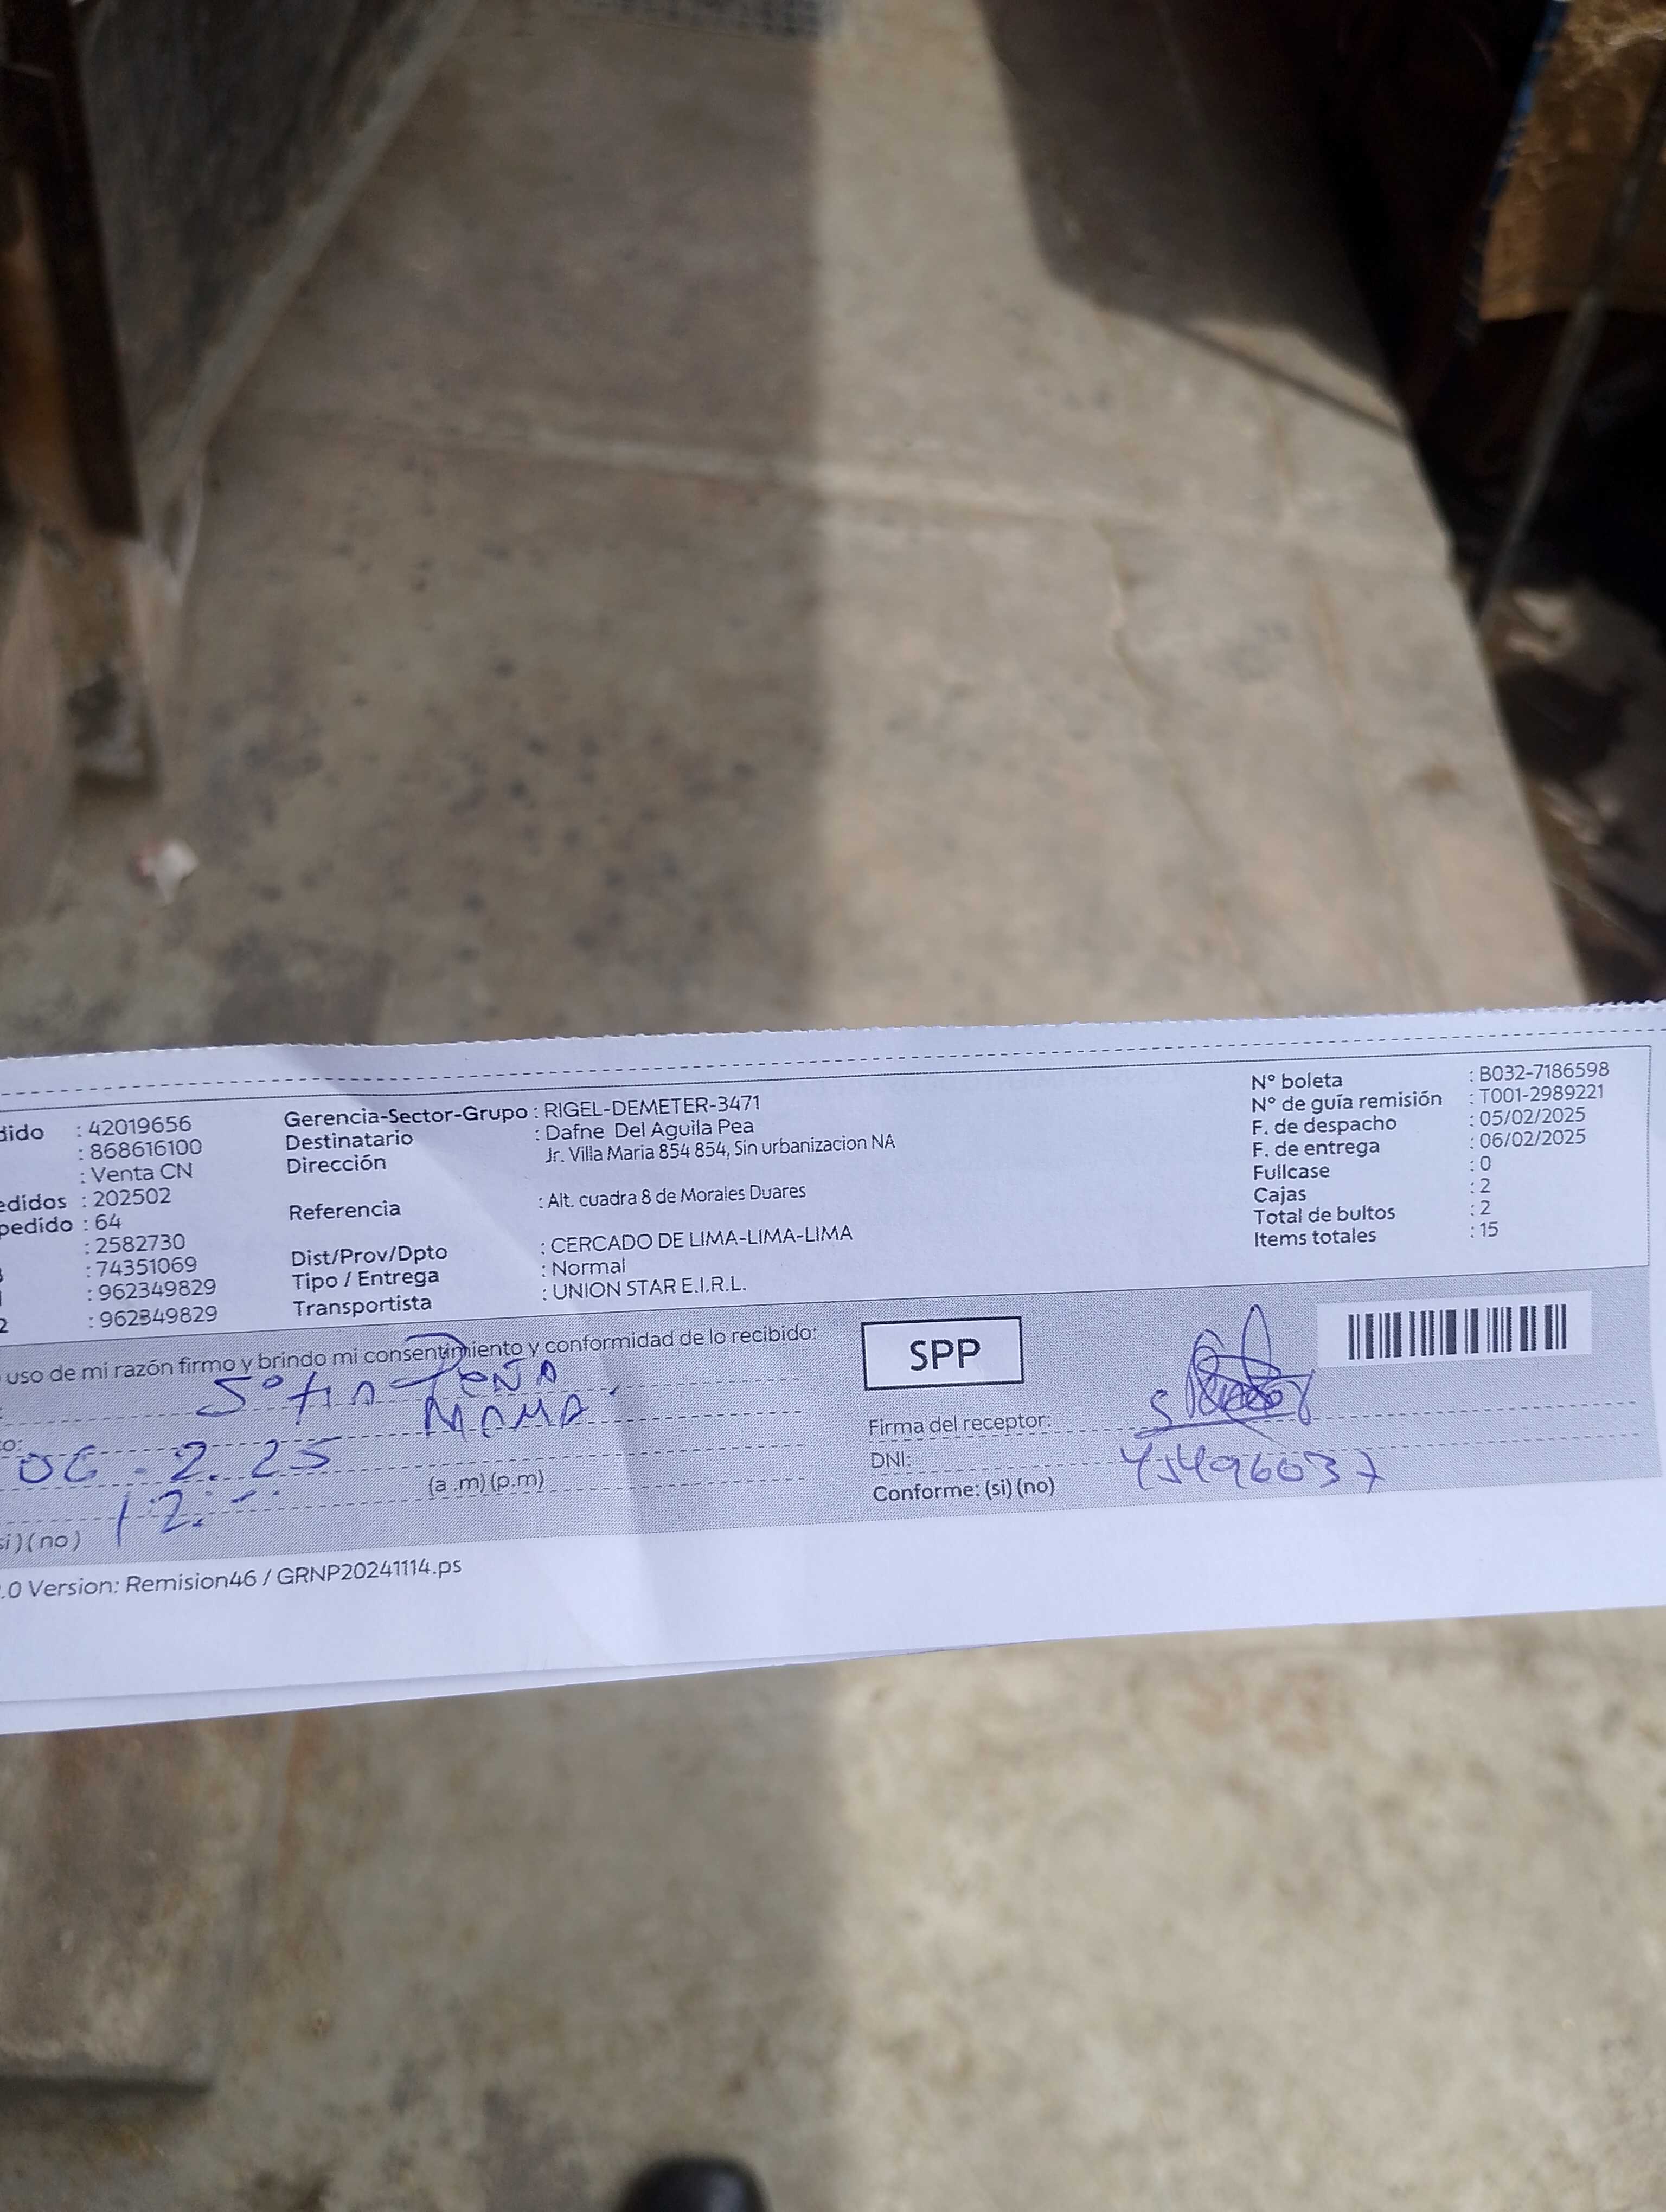 dido : 42019656
: 868616100
: Venta CN
edidos : 202502
pedido : 64
: 2582730
: 74351069
: 962349829
2 : 962349829
Gerencia-Sector-Grupo : RIGEL-DEMETER-3471
Destinatario : Dafne Del Aguila Pea
Dirección Jr. Villa Maria 854 854, Sin urbanizacion NA
Referencia : Alt. cuadra 8 de Morales Duares
Dist/Prov/Dpto : CERCADO DE LIMA-LIMA-LIMA
Tipo / Entrega : Normal
Transportista : UNION STAR E.I.R.L.
N° boleta : B032-7186598
N° de guía remisión : T001-2989221
F. de despacho : 05/02/2025
F. de entrega : 06/02/2025
Fullcase : 0
Cajas : 2
Total de bultos : 2
Items totales : 15
uso de mi razón firmo y brindo mi consentimiento y conformidad de lo recibido:
Peña
MAMA
to: 06.2.25
12. (a.m) (p.m)
si) (no)
SPP
Firma del receptor:
DNI:
Conforme: (si) (no)
.0 Version: Remision46 / GRNP20241114.ps